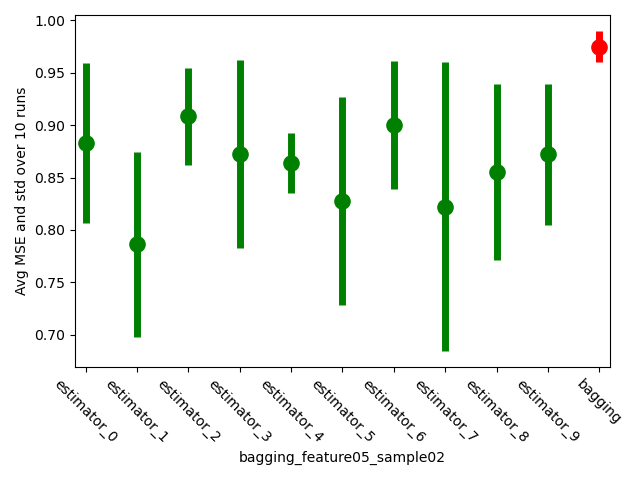 Avg MSE and std over 10 runs
1.00
0.95
0.90
0.85
0.80
0.75
0.70
estimator_0
estimator_1
estimator_2
estimator_3
estimator_4
estimator_5
estimator_6
estimator_7
estimator_8
estimator_9
bagging
bagging_feature05_sample02